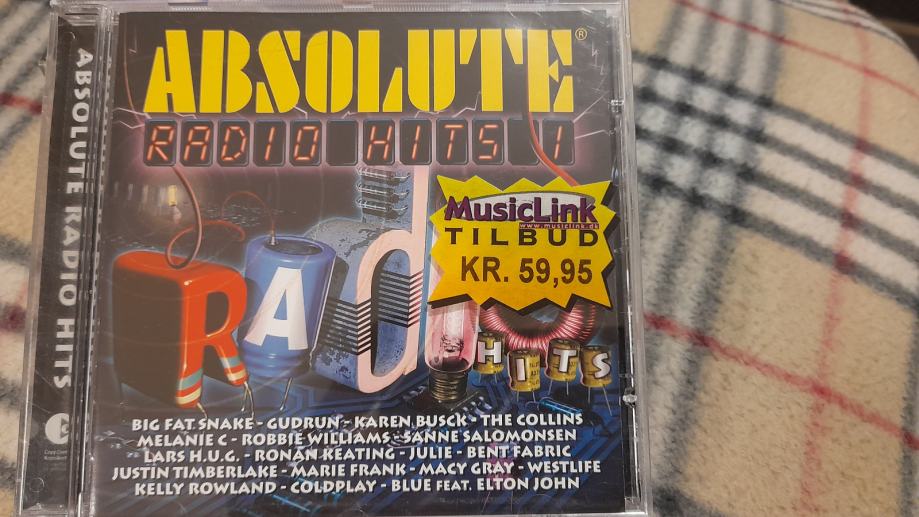 ABSOLUTE®
RADIO HITS 1
ABSOLUTE RADIO HITS
MUSICLINK
www.musiclink.dk
TILBUD
KR. 59,95
RADIO
HITS
BIG FAT SNAKE - GUDRUN - KAREN BUSCK - THE COLLINS
MELANIE C - ROBBIE WILLIAMS - SANNE SALOMONSEN
LARS H.U.G. - RONAN KEATING - JULIE - BENT FABRIC
JUSTIN TIMBERLAKE - MARIE FRANK - MACY GRAY - WESTLIFE
KELLY ROWLAND - COLDPLAY - BLUE FEAT. ELTON JOHN